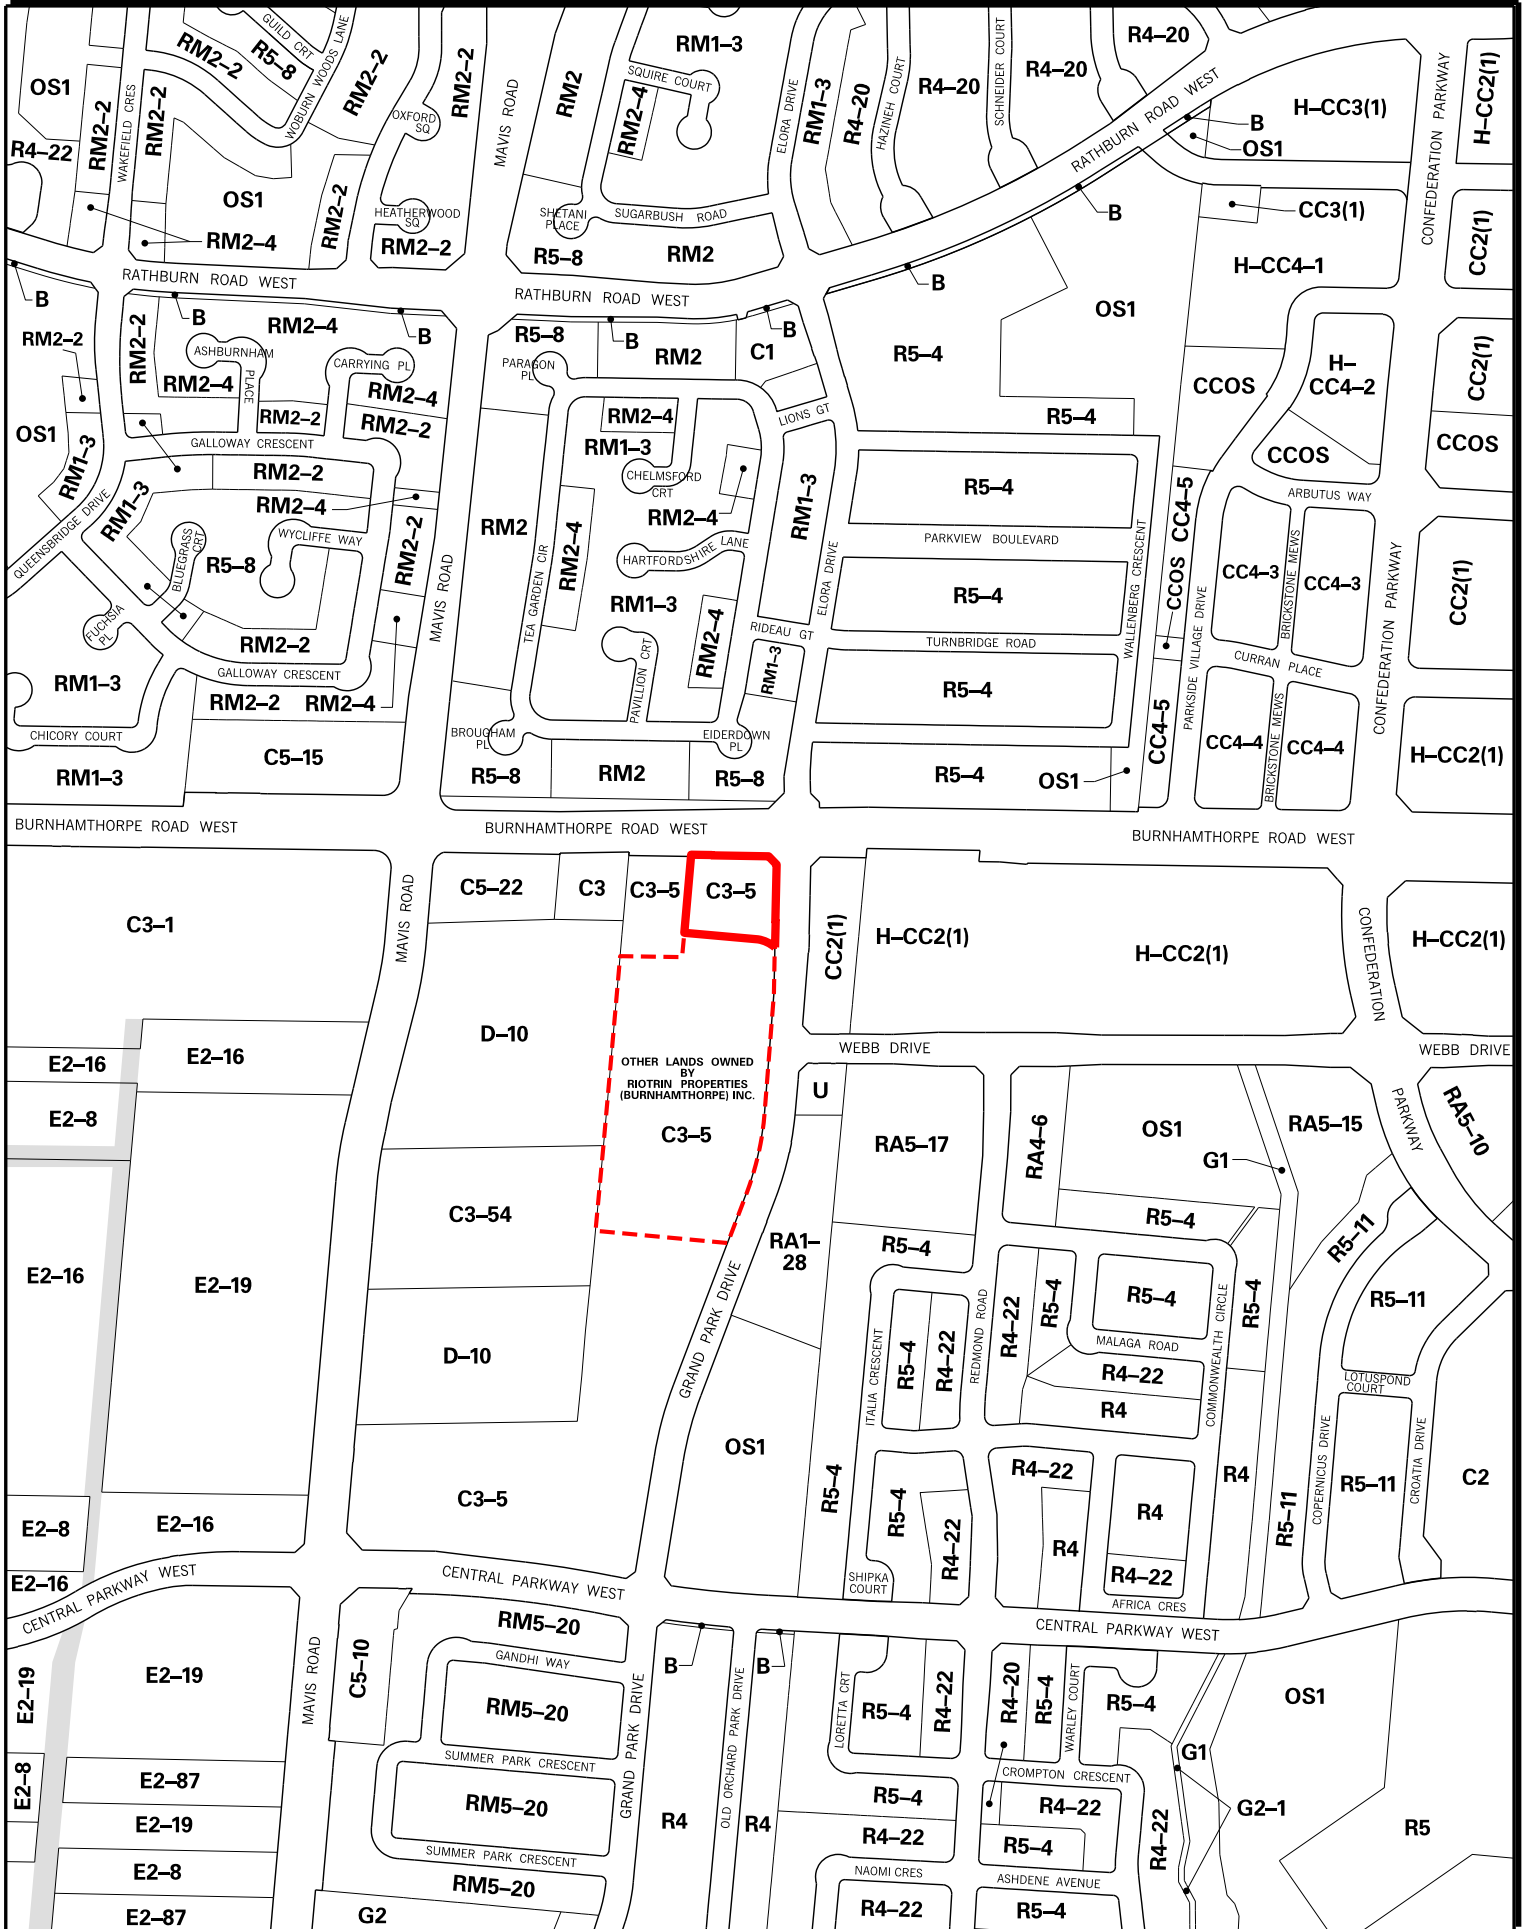 GUILD CRT
WOBURN WOODS LANE
RM2–2
R5–8
RM2–2
RM2–2
OS1
RM2–2
WAKEFIELD CRES
RM2–2
R4–22
OXFORD
SQ
MAVIS ROAD
RM2
RM1–3
SQUIRE COURT
RM2–4
ELORA DRIVE
RM1–3
R4–20
HAZINEH COURT
R4–20
SCHNEIDER COURT
R4–20
R4–20
RATHBURN ROAD WEST
H–CC3(1)
B
OS1
CONFEDERATION PARKWAY
H–CC2(1)
OS1
RM2–2
HEATHERWOOD
SQ
RM2–2
RM2–4
SHETANI
PLACE
SUGARBUSH ROAD
R5–8
RM2
B
CC3(1)
H–CC4–1
CC2(1)
RATHBURN ROAD WEST
RATHBURN ROAD WEST
B
B
B
RM2–4
B
RM2–2
RM2–2
ASHBURNHAM
PLACE
CARRYING PL
RM2–4
RM2–4
RM2–2
RM2–2
R5–8
B
RM2
B
C1
PARAGON
PL
R5–4
OS1
H–
CC4–2
CC2(1)
CCOS
R5–4
CCOS
CCOS
OS1
RM1–3
GALLOWAY CRESCENT
RM2–2
RM2–4
RM1–3
QUEENSBRIDGE DRIVE
BLUEGRASS
CRT
R5–8
WYCLIFFE WAY
RM2–2
FUCHSIA
PL
RM2–2
GALLOWAY CRESCENT
RM2–2
RM2–4
RM1–3
CHICORY COURT
RM1–3
C5–15
MAVIS ROAD
RM2–4
RM1–3
LIONS GT
CHELMSFORD
CRT
RM2–4
RM2
RM2–4
HARTFORDSHIRE LANE
RM1–3
TEA GARDEN CIR
RM1–3
RM2–4
PAVILLION CRT
RIDEAU GT
RM1–3
ELORA DRIVE
BROUGHAM
PL
EIDERDOWN
PL
R5–8
RM2
R5–8
R5–4
PARKVIEW BOULEVARD
R5–4
TURNBRIDGE ROAD
R5–4
R5–4
OS1
WALLENBERG CRESCENT
CC4–5
CCOS
CC4–5
PARKSIDE VILLAGE DRIVE
ARBUTUS WAY
CC4–3
BRICKSTONE MEWS
CC4–3
CURRAN PLACE
CC4–4
BRICKSTONE MEWS
CC4–4
CONFEDERATION PARKWAY
CC2(1)
H–CC2(1)
BURNHAMTHORPE ROAD WEST
BURNHAMTHORPE ROAD WEST
BURNHAMTHORPE ROAD WEST
C3–1
MAVIS ROAD
C5–22
C3
C3–5
C3–5
CC2(1)
H–CC2(1)
H–CC2(1)
CONFEDERATION
H–CC2(1)
D–10
E2–16
E2–16
WEBB DRIVE
WEBB DRIVE
OTHER LANDS OWNED
BY
RIOTRIN PROPERTIES
(BURNHAMTHORPE) INC.
C3–5
E2–8
U
RA5–17
RA4–6
OS1
G1
RA5–15
PARKWAY
RA5–10
C3–54
R5–4
R5–4
RA1–
28
E2–16
E2–19
R5–11
D–10
GRAND PARK DRIVE
ITALIA CRESCENT
R5–4
R4–22
REDMOND ROAD
R4–22
R5–4
R5–4
MALAGA ROAD
R4–22
R4
COMMONWEALTH CIRCLE
R5–4
R5–11
LOTUSPOND
COURT
OS1
R5–4
C3–5
R5–4
R4–22
R4–22
R4
R4
R4–22
R4
R5–11
COPERNICUS DRIVE
R5–11
CROATIA DRIVE
C2
E2–8
E2–16
E2–16
CENTRAL PARKWAY WEST
CENTRAL PARKWAY WEST
SHIPKA
COURT
AFRICA CRES
CENTRAL PARKWAY WEST
E2–19
E2–19
MAVIS ROAD
C5–10
RM5–20
GANDHI WAY
RM5–20
SUMMER PARK CRESCENT
RM5–20
SUMMER PARK CRESCENT
RM5–20
GRAND PARK DRIVE
B
B
R4
OLD ORCHARD PARK DRIVE
R4
LORETTA CRT
R5–4
R4–22
R4–20
R5–4
WARLEY COURT
R5–4
OS1
G1
CROMPTON CRESCENT
G2–1
R5–4
R4–22
R4–22
R5–4
R4–22
R5
NAOMI CRES
ASHDENE AVENUE
R4–22
R5–4
E2–8
E2–87
E2–19
E2–8
E2–87
G2